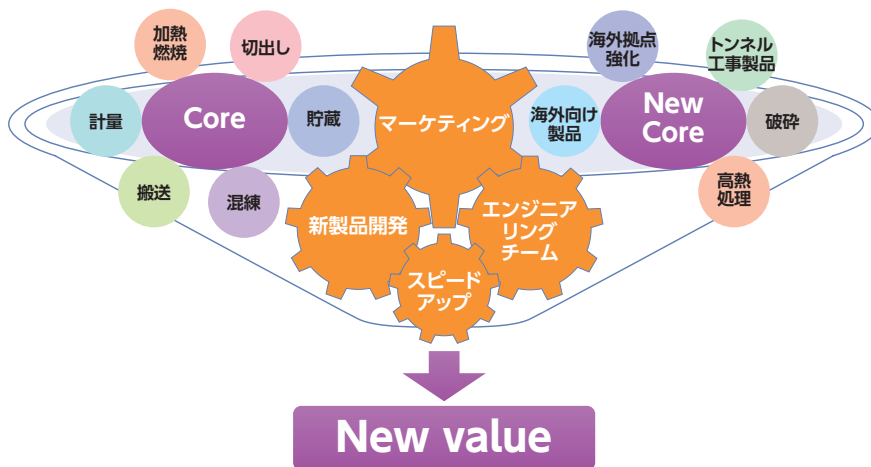 加熱
燃焼
切出し
計量
Core
貯蔵
搬送
混練
マーケティング
新製品開発
エンジニア
リング
チーム
スピード
アップ
海外拠点
強化
トンネル
工事製品
海外向け
製品
New
Core
破砕
高熱
処理
New value